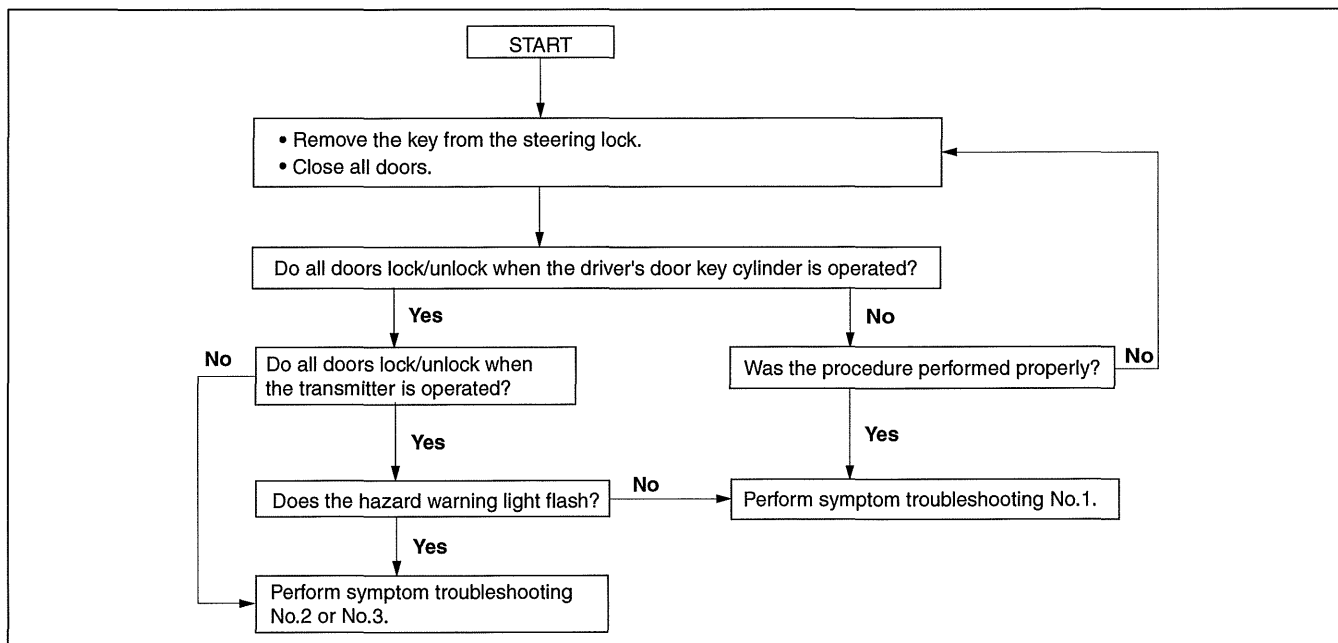 START
• Remove the key from the steering lock.
• Close all doors.
Do all doors lock/unlock when the driver's door key cylinder is operated?
Yes
No
No
Do all doors lock/unlock when
the transmitter is operated?
Was the procedure performed properly?
No
Yes
Yes
Does the hazard warning light flash?
No
Perform symptom troubleshooting No.1.
Yes
Perform symptom troubleshooting
No.2 or No.3.